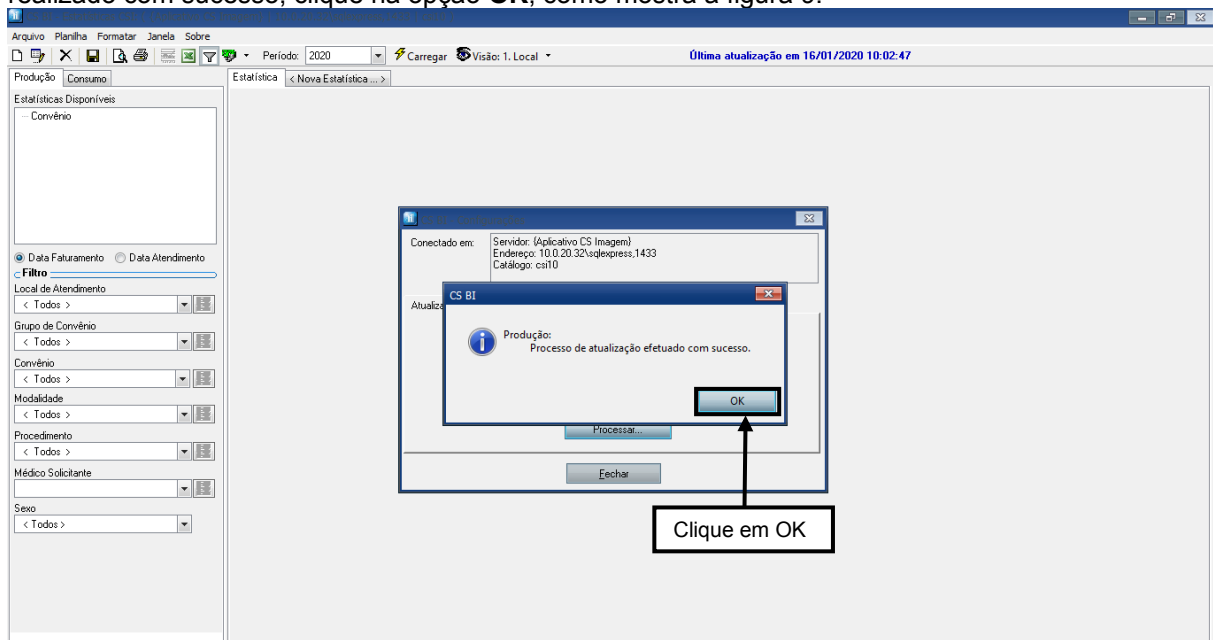 realizado com sucesso, clique na opção OK, como mostra a figura 9.
Arquivo Planilha Formatar Janela Sobre
Período: 2020 Carregar Visão: 1. Local Última atualização em 16/01/2020 10:02:47
Produção Consumo
Estatística < Nova Estatística ... >
Estatísticas Disponíveis
Convênio
Data Faturamento Data Atendimento
Filtro
Local de Atendimento
< Todos >
Grupo de Convênio
< Todos >
Convênio
< Todos >
Modalidade
< Todos >
Procedimento
< Todos >
Médico Solicitante
Sexo
< Todos >
Conectado em:
Servidor: {Aplicativo CS Imagem}
Endereço: 10.0.20.32\sqlexpress,1433
Catálogo: csi10
Atualiza
CS BI
Produção:
Processo de atualização efetuado com sucesso.
OK
Processar...
Fechar
Clique em OK